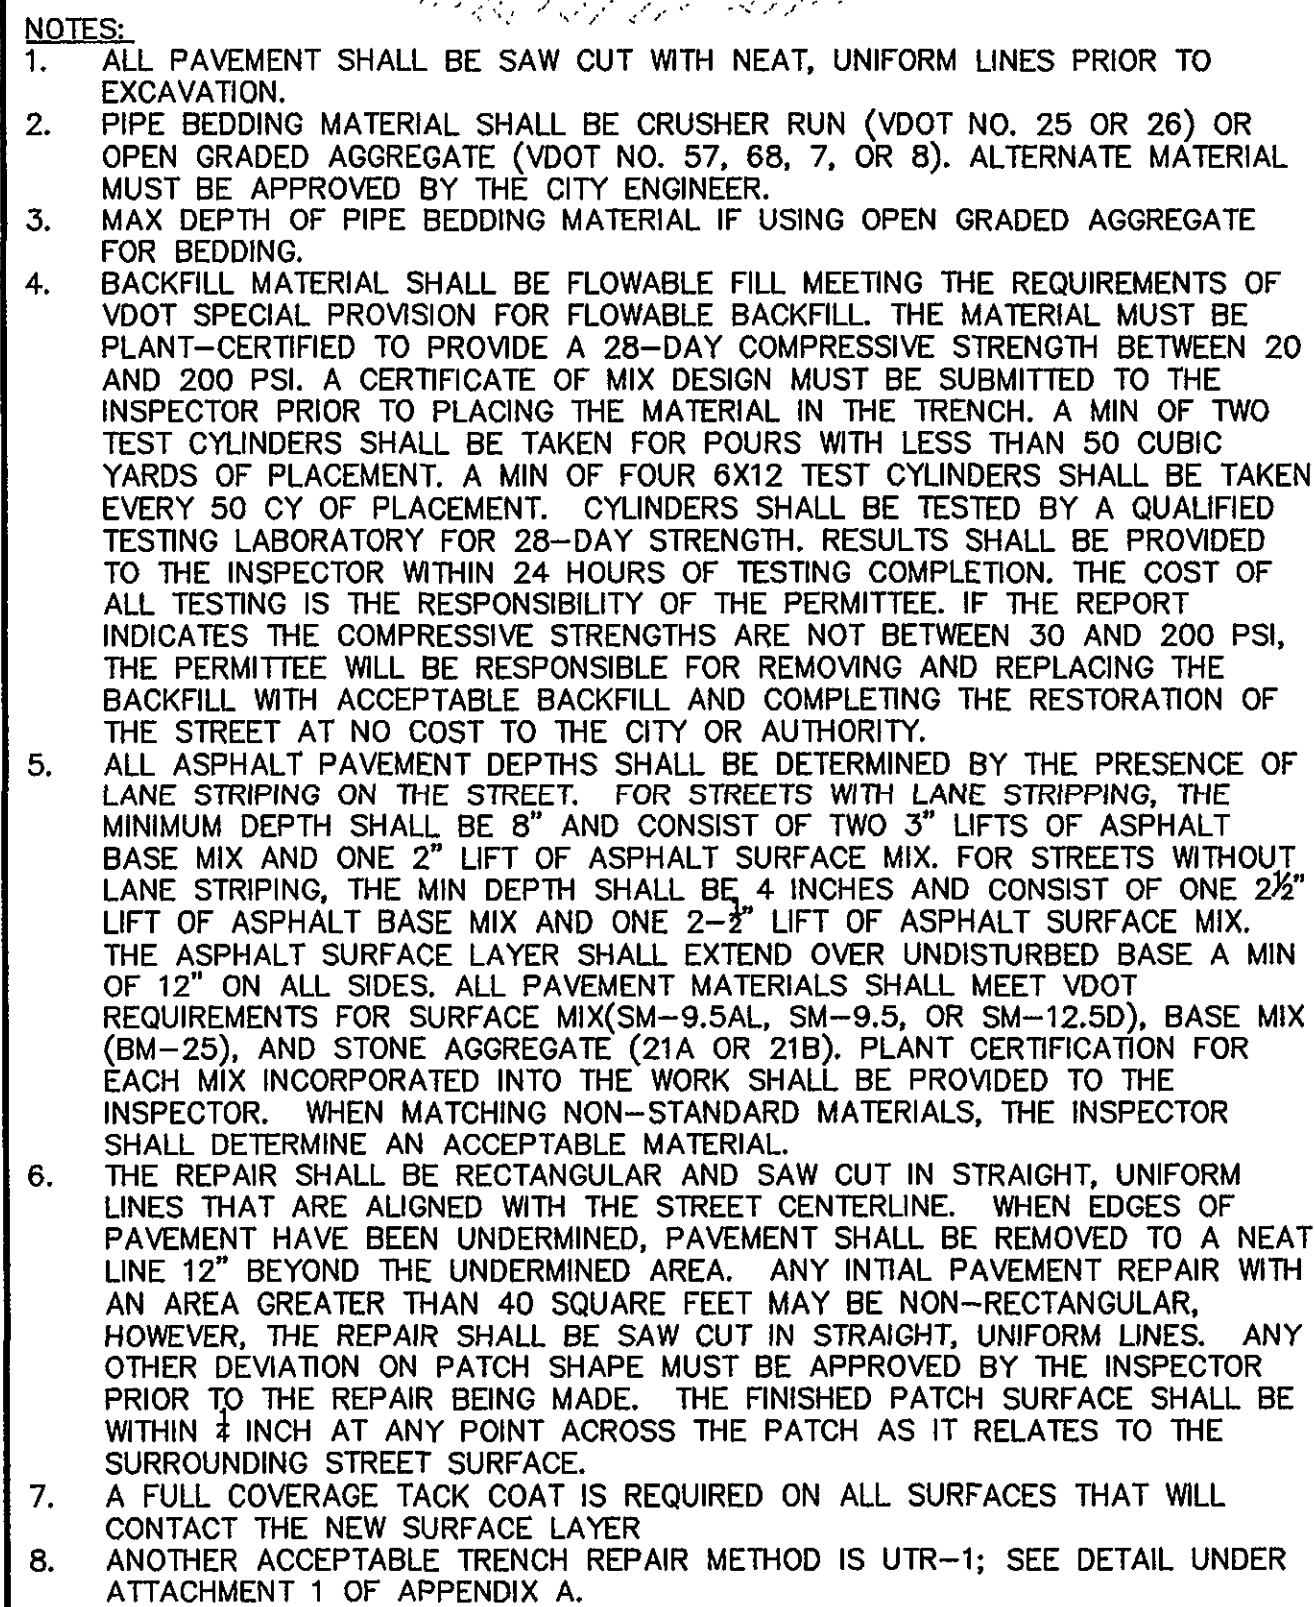 NOTES:
1. ALL PAVEMENT SHALL BE SAW CUT WITH NEAT, UNIFORM LINES PRIOR TO
EXCAVATION.
2. PIPE BEDDING MATERIAL SHALL BE CRUSHER RUN (VDOT NO. 25 OR 26) OR
OPEN GRADED AGGREGATE (VDOT NO. 57, 68, 7, OR 8). ALTERNATE MATERIAL
MUST BE APPROVED BY THE CITY ENGINEER.
3. MAX DEPTH OF PIPE BEDDING MATERIAL IF USING OPEN GRADED AGGREGATE
FOR BEDDING.
4. BACKFILL MATERIAL SHALL BE FLOWABLE FILL MEETING THE REQUIREMENTS OF
VDOT SPECIAL PROVISION FOR FLOWABLE BACKFILL. THE MATERIAL MUST BE
PLANT-CERTIFIED TO PROVIDE A 28-DAY COMPRESSIVE STRENGTH BETWEEN 20
AND 200 PSI. A CERTIFICATE OF MIX DESIGN MUST BE SUBMITTED TO THE
INSPECTOR PRIOR TO PLACING THE MATERIAL IN THE TRENCH. A MIN OF TWO
TEST CYLINDERS SHALL BE TAKEN FOR POURS WITH LESS THAN 50 CUBIC
YARDS OF PLACEMENT. A MIN OF FOUR 6X12 TEST CYLINDERS SHALL BE TAKEN
EVERY 50 CY OF PLACEMENT. CYLINDERS SHALL BE TESTED BY A QUALIFIED
TESTING LABORATORY FOR 28-DAY STRENGTH. RESULTS SHALL BE PROVIDED
TO THE INSPECTOR WITHIN 24 HOURS OF TESTING COMPLETION. THE COST OF
ALL TESTING IS THE RESPONSIBILITY OF THE PERMITTEE. IF THE REPORT
INDICATES THE COMPRESSIVE STRENGTHS ARE NOT BETWEEN 30 AND 200 PSI,
THE PERMITTEE WILL BE RESPONSIBLE FOR REMOVING AND REPLACING THE
BACKFILL WITH ACCEPTABLE BACKFILL AND COMPLETING THE RESTORATION OF
THE STREET AT NO COST TO THE CITY OR AUTHORITY.
5. ALL ASPHALT PAVEMENT DEPTHS SHALL BE DETERMINED BY THE PRESENCE OF
LANE STRIPING ON THE STREET. FOR STREETS WITH LANE STRIPPING, THE
MINIMUM DEPTH SHALL BE 8" AND CONSIST OF TWO 3" LIFTS OF ASPHALT
BASE MIX AND ONE 2" LIFT OF ASPHALT SURFACE MIX. FOR STREETS WITHOUT
LANE STRIPING, THE MIN DEPTH SHALL BE 4 INCHES AND CONSIST OF ONE 2½"
LIFT OF ASPHALT BASE MIX AND ONE 2-½" LIFT OF ASPHALT SURFACE MIX.
THE ASPHALT SURFACE LAYER SHALL EXTEND OVER UNDISTURBED BASE A MIN
OF 12" ON ALL SIDES. ALL PAVEMENT MATERIALS SHALL MEET VDOT
REQUIREMENTS FOR SURFACE MIX(SM-9.5AL, SM-9.5, OR SM-12.5D), BASE MIX
(BM-25), AND STONE AGGREGATE (21A OR 21B). PLANT CERTIFICATION FOR
EACH MIX INCORPORATED INTO THE WORK SHALL BE PROVIDED TO THE
INSPECTOR. WHEN MATCHING NON-STANDARD MATERIALS, THE INSPECTOR
SHALL DETERMINE AN ACCEPTABLE MATERIAL.
6. THE REPAIR SHALL BE RECTANGULAR AND SAW CUT IN STRAIGHT, UNIFORM
LINES THAT ARE ALIGNED WITH THE STREET CENTERLINE. WHEN EDGES OF
PAVEMENT HAVE BEEN UNDERMINED, PAVEMENT SHALL BE REMOVED TO A NEAT
LINE 12" BEYOND THE UNDERMINED AREA. ANY INTIAL PAVEMENT REPAIR WITH
AN AREA GREATER THAN 40 SQUARE FEET MAY BE NON-RECTANGULAR,
HOWEVER, THE REPAIR SHALL BE SAW CUT IN STRAIGHT, UNIFORM LINES. ANY
OTHER DEVIATION ON PATCH SHAPE MUST BE APPROVED BY THE INSPECTOR
PRIOR TO THE REPAIR BEING MADE. THE FINISHED PATCH SURFACE SHALL BE
WITHIN INCH AT ANY POINT ACROSS THE PATCH AS IT RELATES TO THE
SURROUNDING STREET SURFACE.
7. A FULL COVERAGE TACK COAT IS REQUIRED ON ALL SURFACES THAT WILL
CONTACT THE NEW SURFACE LAYER
8. ANOTHER ACCEPTABLE TRENCH REPAIR METHOD IS UTR-1; SEE DETAIL UNDER
ATTACHMENT 1 OF APPENDIX A.